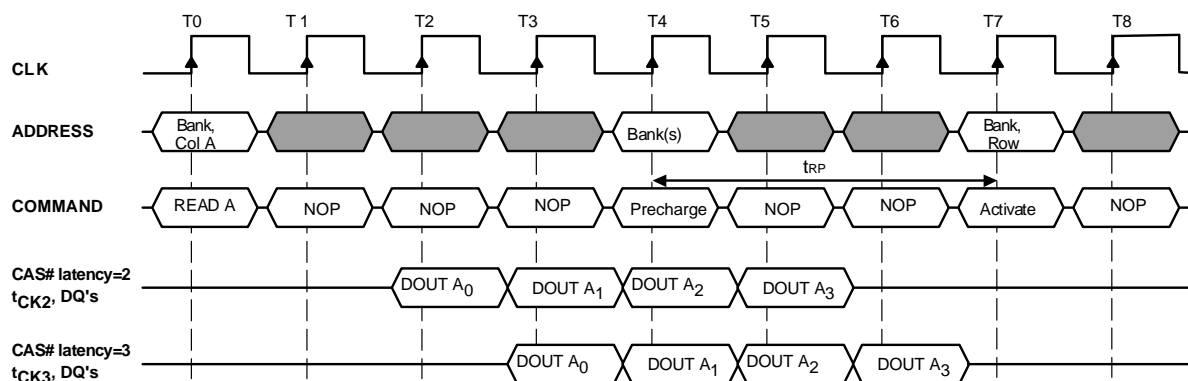 T0 T1 T2 T3 T4 T5 T6 T7 T8
CLK
ADDRESS Bank, Col A Bank(s) Bank, Row
tRP
COMMAND READ A NOP NOP NOP Precharge NOP NOP Activate NOP
CAS# latency=2
tCK2, DQ's DOUT A0 DOUT A1 DOUT A2 DOUT A3
CAS# latency=3
tCK3, DQ's DOUT A0 DOUT A1 DOUT A2 DOUT A3